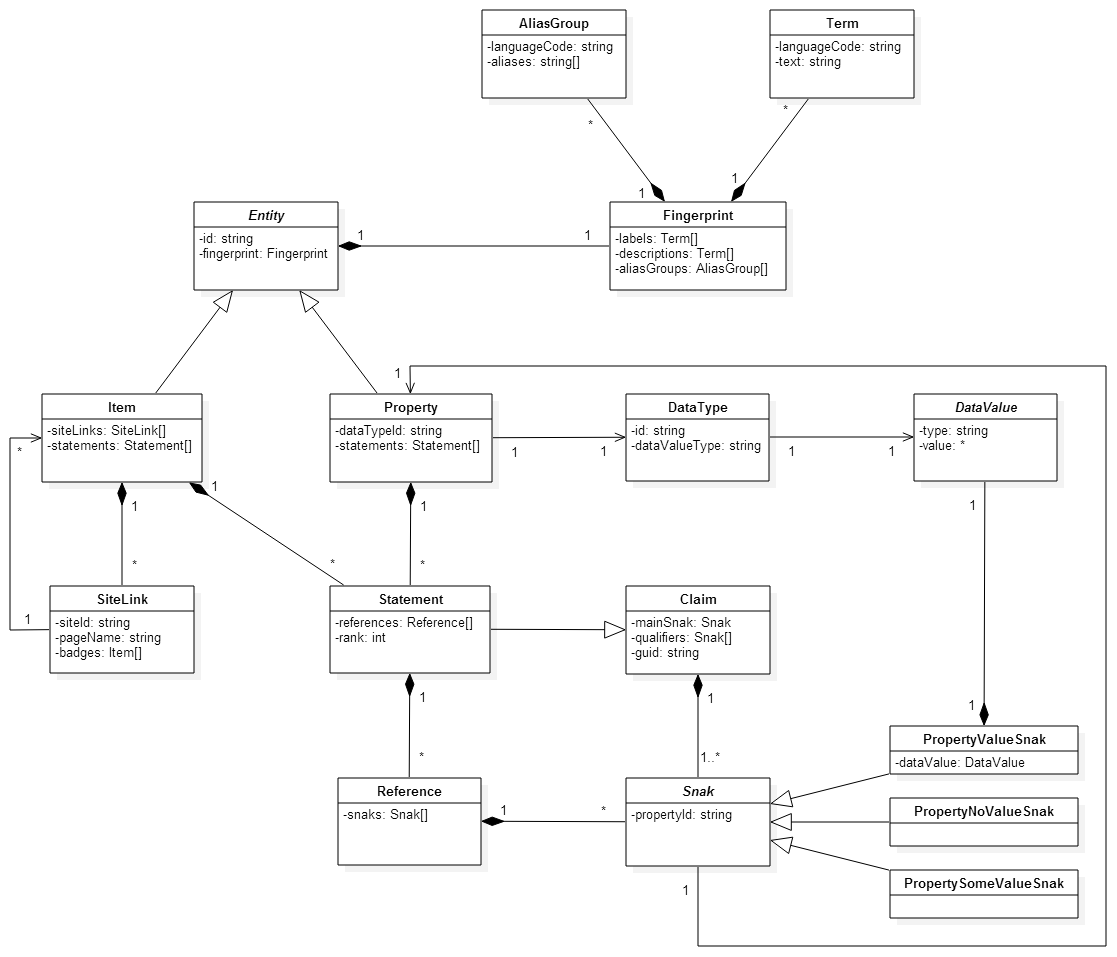 AliasGroup
-languageCode: string
-aliases: string[]
Term
-languageCode: string
-text: string
*
*
1
1
Entity
-id: string
-fingerprint: Fingerprint
1
1
Fingerprint
-labels: Term[]
-descriptions: Term[]
-aliasGroups: AliasGroup[]
1
Item
-siteLinks: SiteLink[]
-statements: Statement[]
Property
-dataTypeId: string
-statements: Statement[]
DataType
-id: string
-dataValueType: string
DataValue
-type: string
-value: *
*
1
1
1
1
1
1
1
1
*
*
*
SiteLink
-siteId: string
-pageName: string
-badges: Item[]
1
Statement
-references: Reference[]
-rank: int
Claim
-mainSnak: Snak
-qualifiers: Snak[]
-guid: string
1
1
1
*
1..*
PropertyValueSnak
-dataValue: DataValue
Reference
-snaks: Snak[]
1
*
Snak
-propertyId: string
PropertyNoValueSnak
PropertySomeValueSnak
1